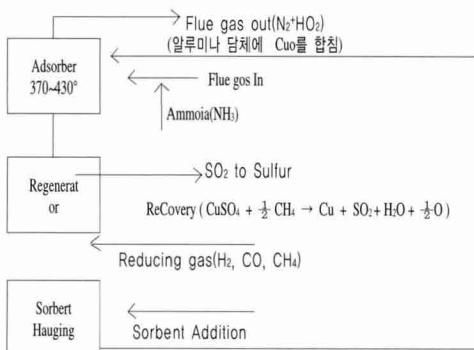 Flue gas out(N₂⁺HO₂)
(알루미나 담체에 Cuo를 합침)
Adsorber
370~430°
Flue gos In
Ammoia(NH₃)
SO₂ to Sulfur
Regenerat
or
ReCovery ( CuSO₄ + ½ CH₄ → Cu + SO₂+H₂O + ½O )
Reducing gas(H₂, CO, CH₄)
Sorbert
Hauging
Sorbent Addition